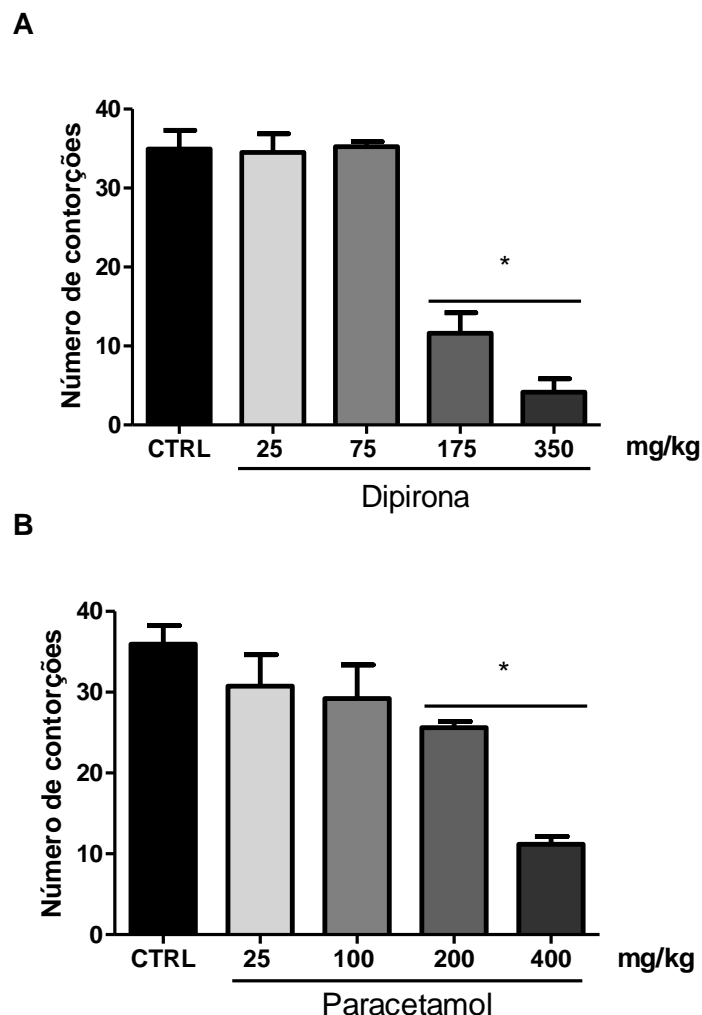 A
Número de contorções
40
30
20
10
0
*
CTRL 25 75 175 350 mg/kg
Dipirona
B
Número de contorções
40
30
20
10
0
*
CTRL 25 100 200 400 mg/kg
Paracetamol